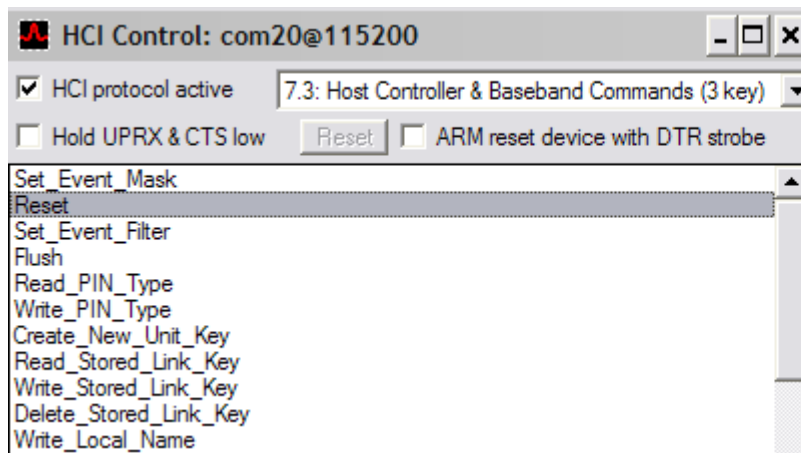 HCI Control: com20@115200
HCI protocol active 7.3: Host Controller & Baseband Commands (3 key)
Hold UPRX & CTS low Reset ARM reset device with DTR strobe
Set_Event_Mask
Reset
Set_Event_Filter
Flush
Read_PIN_Type
Write_PIN_Type
Create_New_Unit_Key
Read_Stored_Link_Key
Write_Stored_Link_Key
Delete_Stored_Link_Key
Write_Local_Name